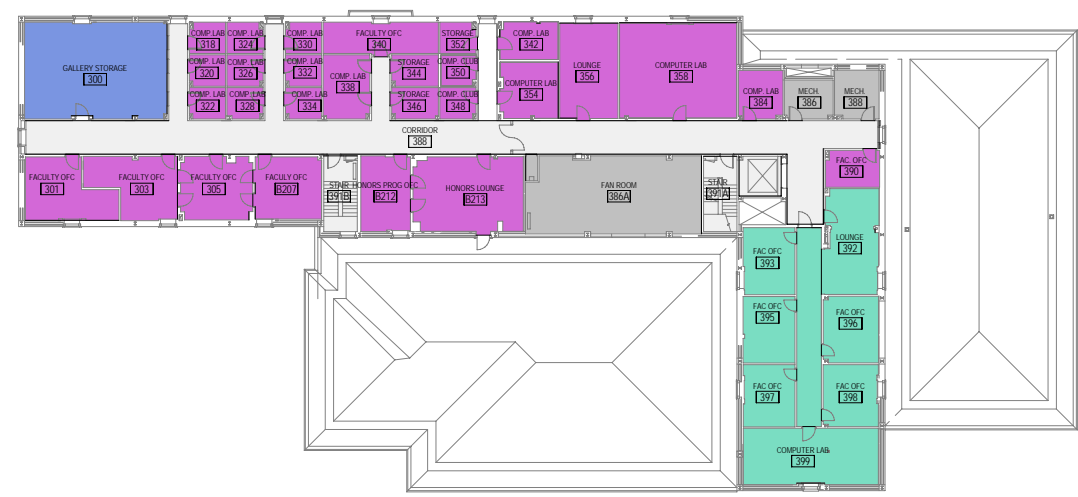 GALLERY STORAGE
300
COMP.LAB
318
COMP.LAB
324
COMP. LAB
330
FACULTY OFC
340
STORAGE
352
COMP. LAB
342
COMP. LAB
320
COMP. LAB
326
COMP. LAB
332
COMP. LAB
338
STORAGE
344
COMP. CLUB
350
LOUNGE
356
COMPUTER LAB
358
COMP. LAB
322
COMP. LAB
328
COMP. LAB
334
STORAGE
346
COMP. CLUB
348
COMPUTER LAB
354
COMP. LAB
384
MECH.
386
MECH.
388
CORRIDOR
388
FACULTY OFC
301
FACULTY OFC
303
FACULTY OFC
305
FACULY OFC
B207
STAIR
391B
HONORS PROG OFC
B212
HONORS LOUNGE
B213
FAN ROOM
386A
STAIR
391A
FAC. OFC
390
LOUNGE
392
FAC OFC
393
FAC OFC
395
FAC OFC
396
FAC OFC
397
FAC OFC
398
COMPUTER LAB
399